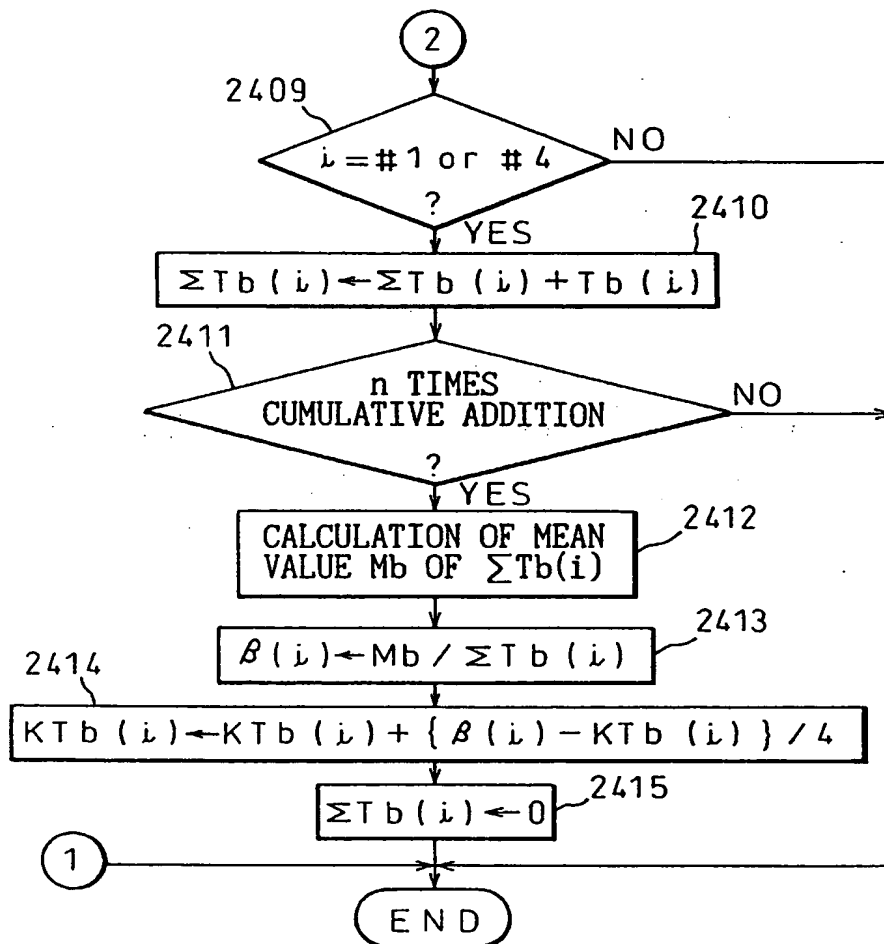 2
2409
i = #1 or #4
?
NO
YES
2410
ΣTb(i)←ΣTb(i)+Tb(i)
2411
n TIMES
CUMULATIVE ADDITION
?
NO
YES
2412
CALCULATION OF MEAN
VALUE Mb OF ΣTb(i)
2413
β(i)←Mb/ΣTb(i)
2414
KTb(i)←KTb(i)+{β(i)-KTb(i)}/4
2415
ΣTb(i)←0
1
END